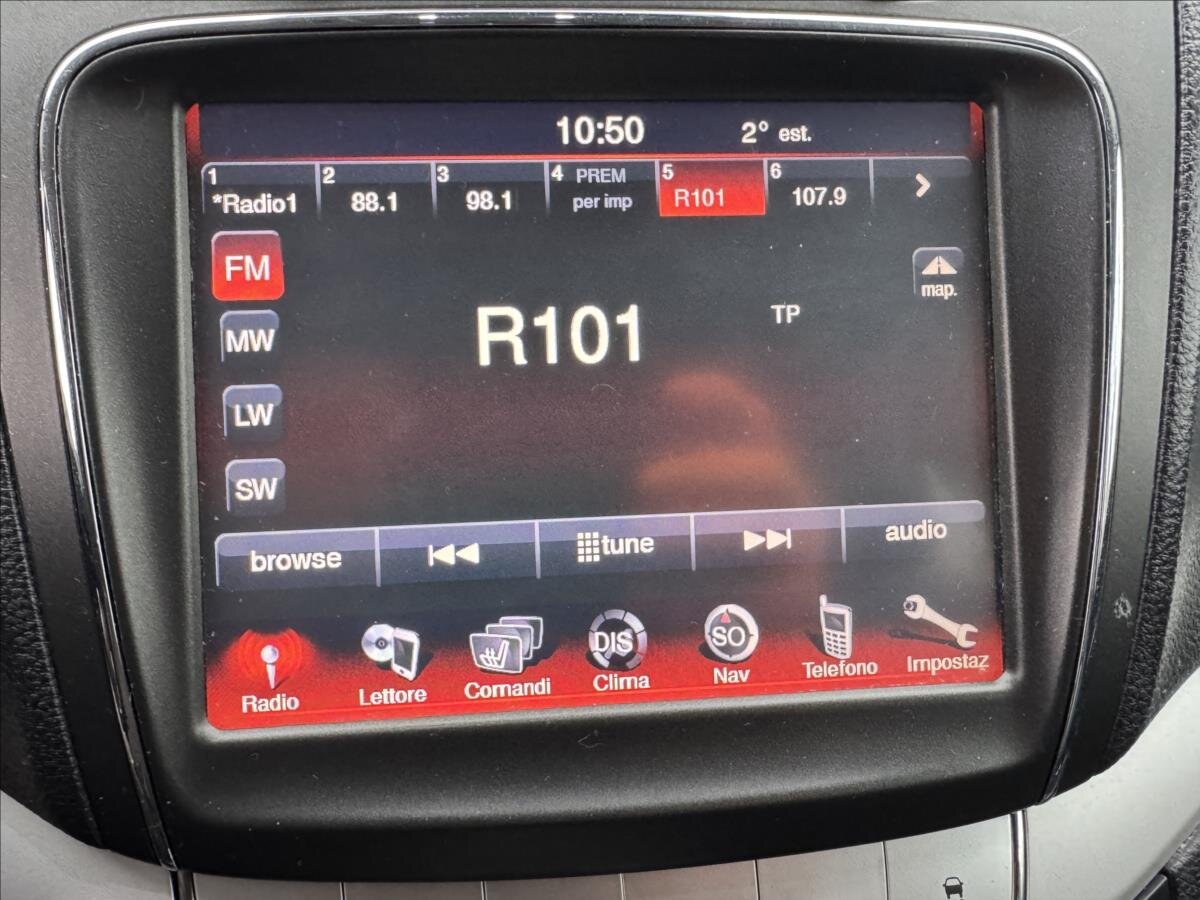 10:50 2° est.
1 2 3 4 PREM 5 6
*Radio1 88.1 98.1 per imp R101 107.9
FM
map.
R101 TP
MW
LW
SW
browse tune audio
DIS SO
Radio Lettore Comandi Clima Nav Telefono Impostaz